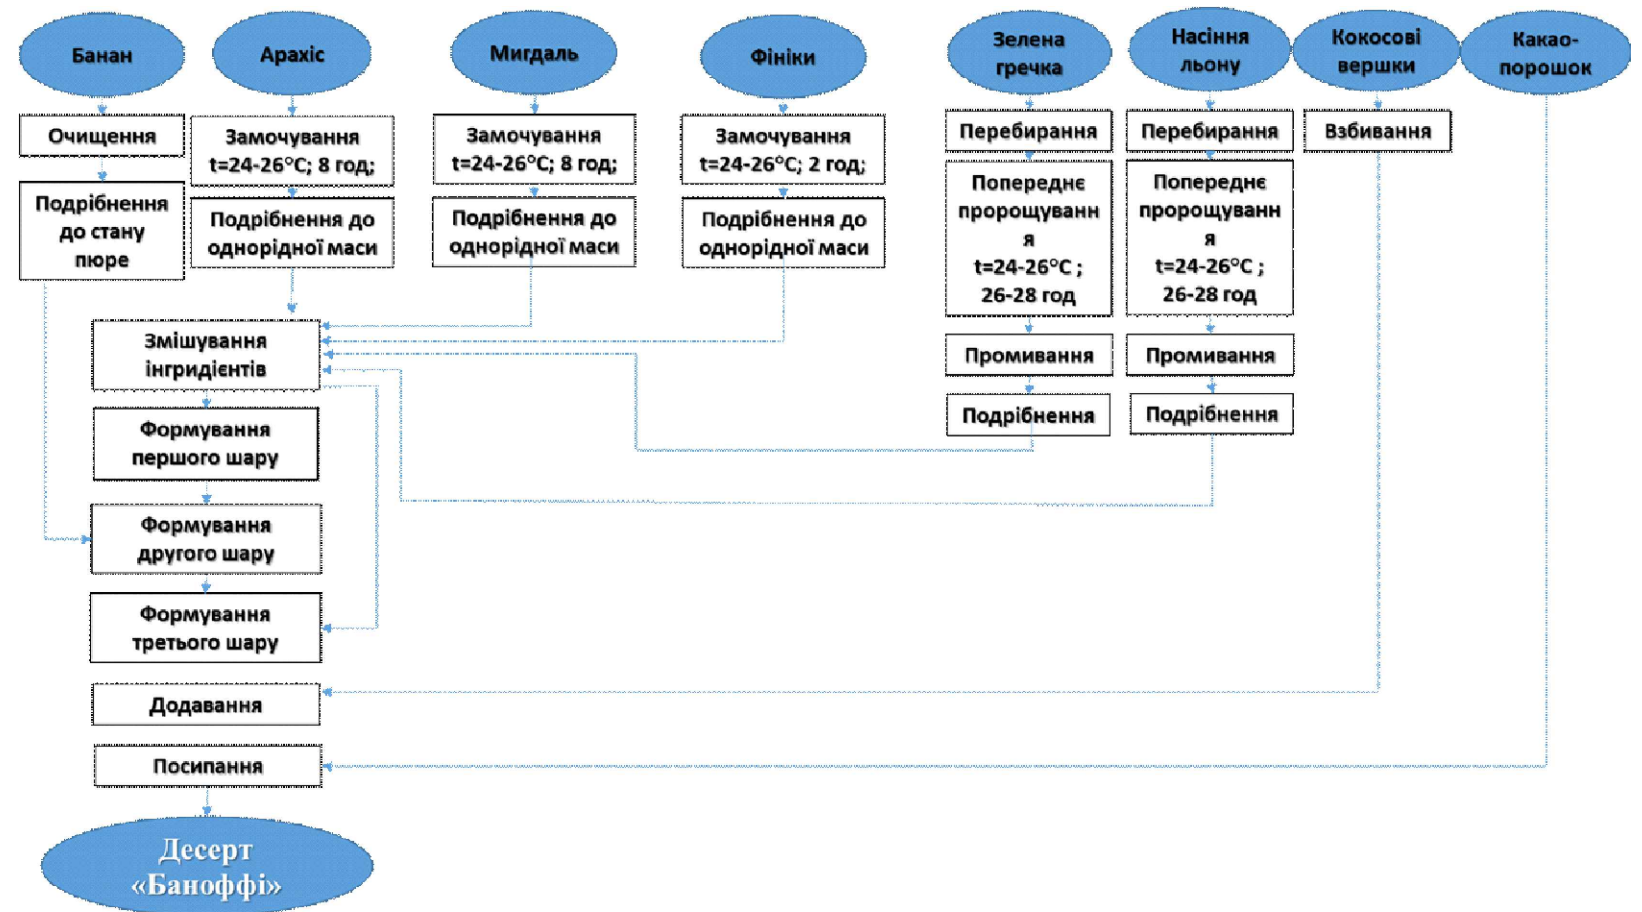 Банан
Арахіс
Мигдаль
Фініки
Зелена
гречка
Насіння
льону
Кокосові
вершки
Какао-
порошок
Очищення
Замочування
t=24-26°C; 8 год;
Замочування
t=24-26°C; 8 год;
Замочування
t=24-26°C; 2 год;
Перебирання
Перебирання
Взбивання
Подрібнення
до стану
пюре
Подрібнення до
однорідної маси
Подрібнення до
однорідної маси
Подрібнення до
однорідної маси
Попереднє
пророщуванн
я
t=24-26°C ;
26-28 год
Попереднє
пророщуванн
я
t=24-26°C ;
26-28 год
Змішування
інгридієнтів
Промивання
Промивання
Подрібнення
Подрібнення
Формування
першого шару
Формування
другого шару
Формування
третього шару
Додавання
Посипання
Десерт
«Баноффі»